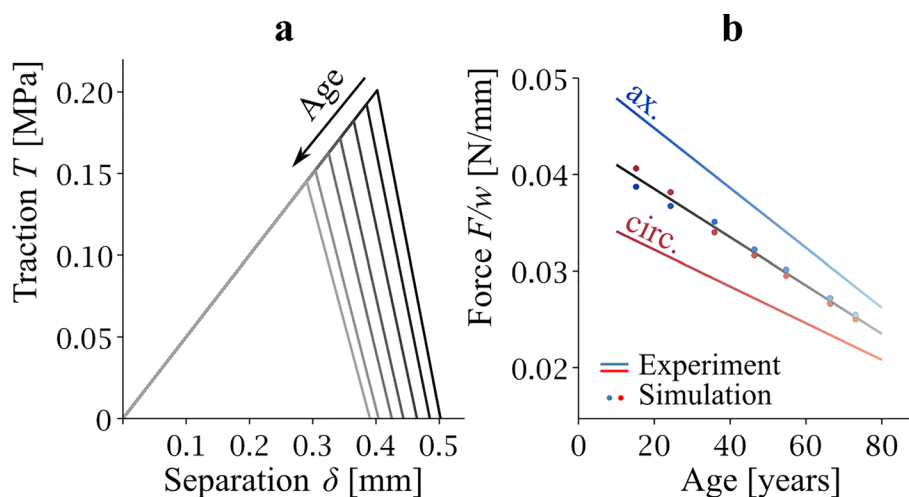 a
Traction T [MPa]
0.20
0.15
0.10
0.05
0
Age
0.1
0.2
0.3
0.4
0.5
Separation δ [mm]
b
Force F/w [N/mm]
0.05
0.04
0.03
0.02
ax.
circ.
Experiment
Simulation
0
20
40
60
80
Age [years]